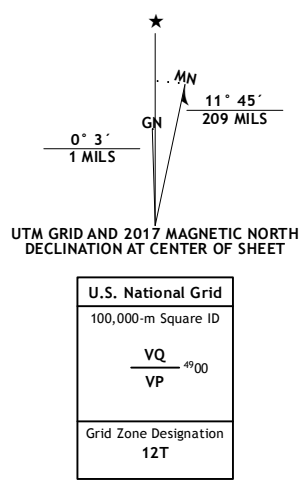 ★
MN
11° 45´
209 MILS
GN
0° 3´
1 MILS
UTM GRID AND 2017 MAGNETIC NORTH
DECLINATION AT CENTER OF SHEET
U.S. National Grid
100,000-m Square ID
VQ
⁴⁹00
VP
Grid Zone Designation
12T